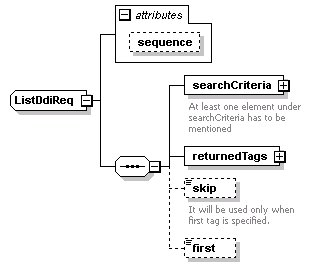 attributes
sequence
ListDdiReq
searchCriteria
At least one element under
searchCriteria has to be
mentioned
returnedTags
skip
It will be used only when
first tag is specified.
first